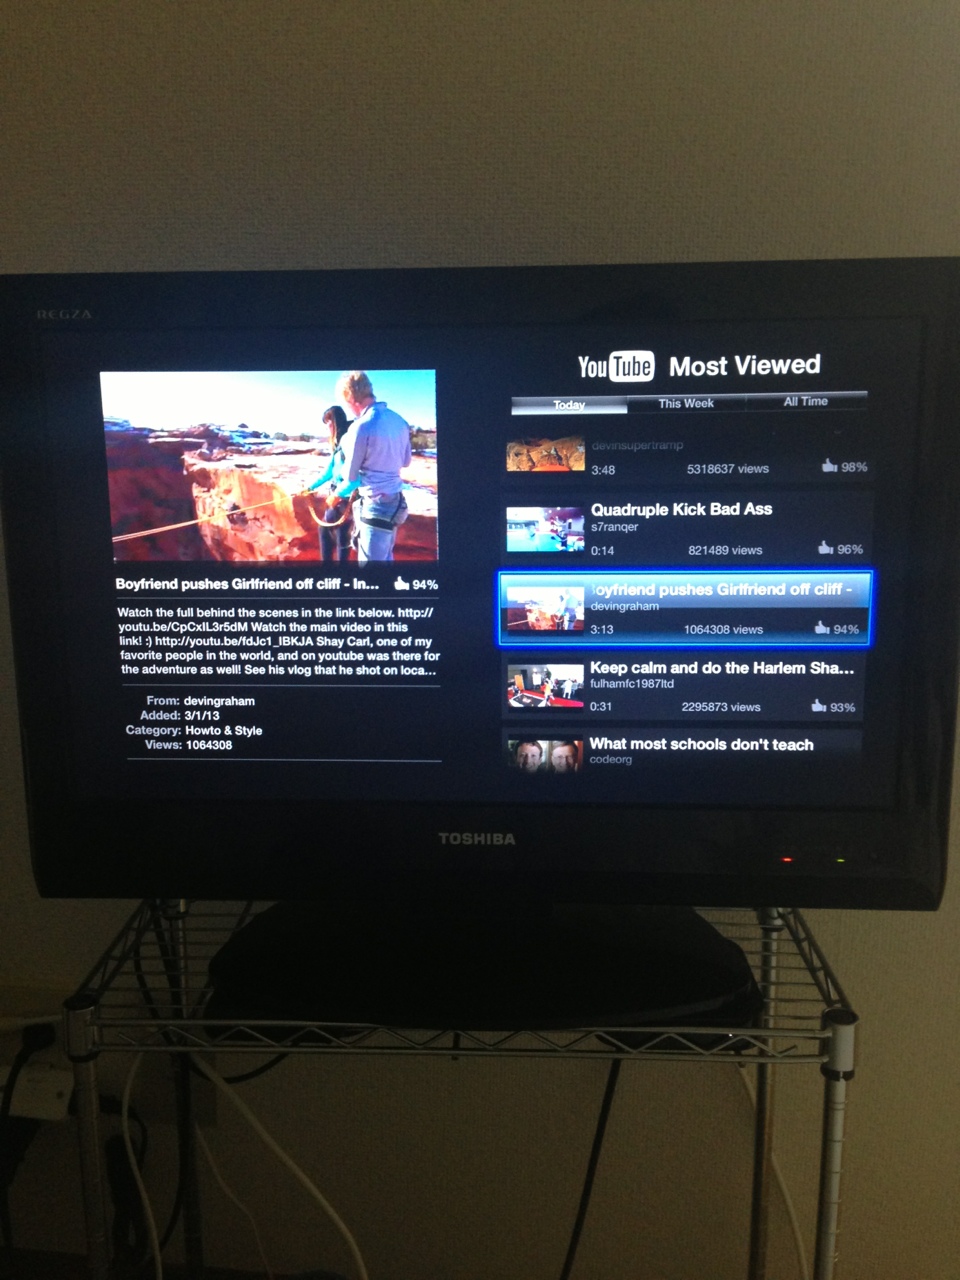 REGZA
YouTube Most Viewed
Today This Week All Time
devinsupertramp
3:48 5318637 views 98%
Quadruple Kick Bad Ass
s7ranqer
0:14 821489 views 96%
oyfriend pushes Girlfriend off cliff -
devingraham
3:13 1064308 views 94%
Keep calm and do the Harlem Sha...
fulhamfc1987ltd
0:31 2295873 views 93%
What most schools don't teach
codeorg
Boyfriend pushes Girlfriend off cliff - In... 94%
Watch the full behind the scenes in the link below. http://
youtu.be/CpCxIL3r5dM Watch the main video in this
link! :) http://youtu.be/fdJc1_IBKJA Shay Carl, one of my
favorite people in the world, and on youtube was there for
the adventure as well! See his vlog that he shot on loca...
From: devingraham
Added: 3/1/13
Category: Howto & Style
Views: 1064308
TOSHIBA